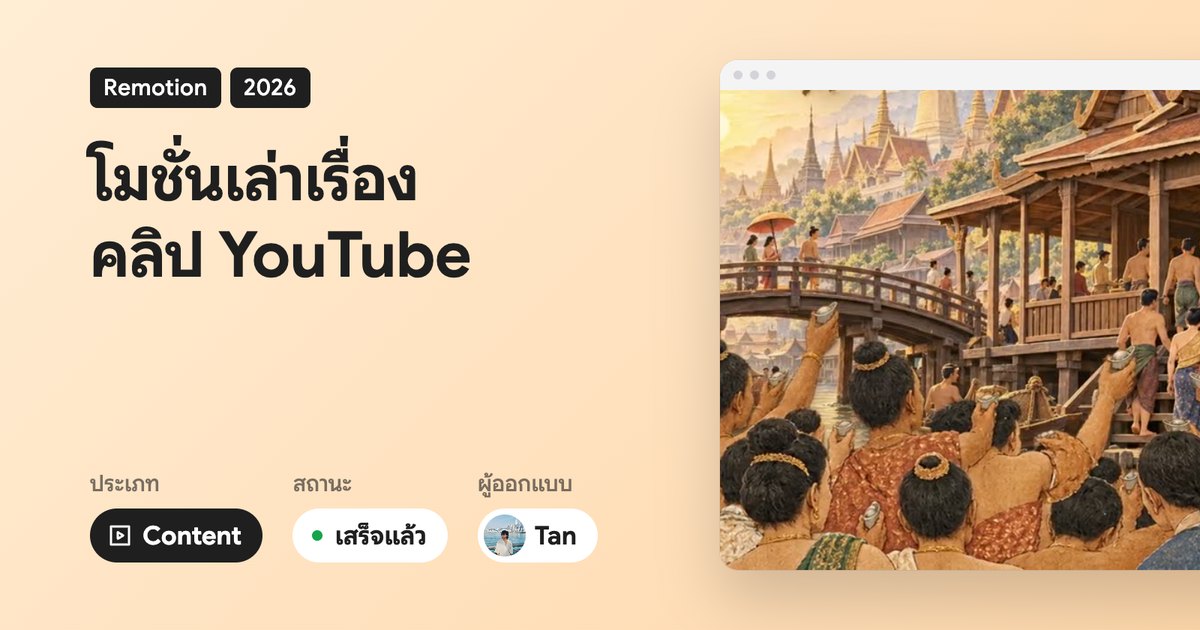 Remotion 2026
โมชั่นเล่าเรื่อง
คลิป YouTube
ประเภท สถานะ ผู้ออกแบบ
Content เสร็จแล้ว Tan